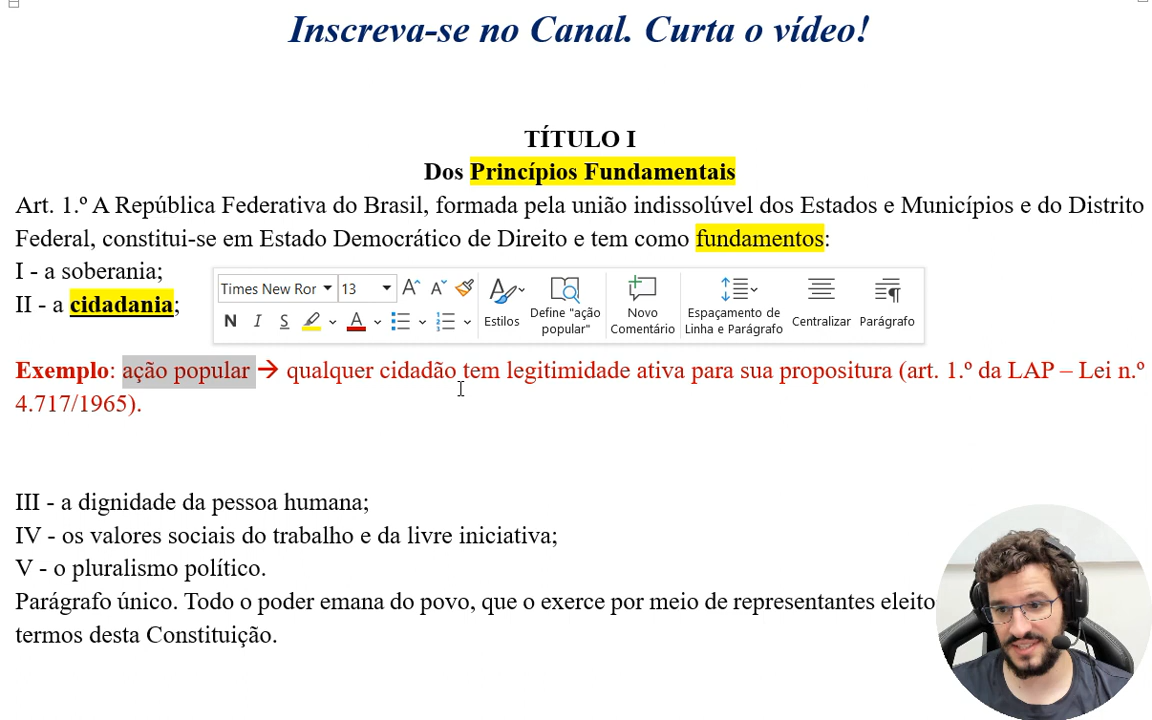 Inscreva-se no Canal. Curta o vídeo!
TÍTULO I
Dos Princípios Fundamentais
Art. 1.º A República Federativa do Brasil, formada pela união indissolúvel dos Estados e Municípios e do Distrito
Federal, constitui-se em Estado Democrático de Direito e tem como fundamentos:
I - a soberania;
II - a cidadania;
Times New Ror 13
Estilos
Define "ação
popular"
Novo
Comentário
Espaçamento de
Linha e Parágrafo
Centralizar
Parágrafo
N I S A
Exemplo: ação popular → qualquer cidadão tem legitimidade ativa para sua propositura (art. 1.º da LAP – Lei n.º
4.717/1965).
III - a dignidade da pessoa humana;
IV - os valores sociais do trabalho e da livre iniciativa;
V - o pluralismo político.
Parágrafo único. Todo o poder emana do povo, que o exerce por meio de representantes eleito
termos desta Constituição.